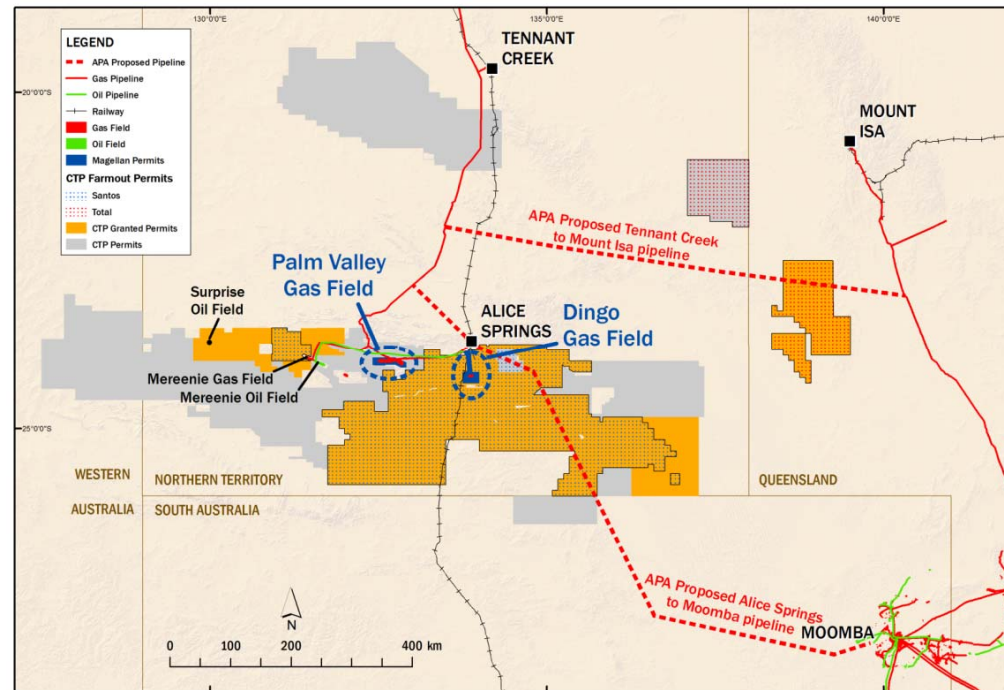 130°0'0"E
135°0'0"E
140°0'0"E
20°0'0"S
25°0'0"S
LEGEND
APA Proposed Pipeline
Gas Pipeline
Oil Pipeline
Railway
Gas Field
Oil Field
Magellan Permits
CTP Farmout Permits
Santos
Total
CTP Granted Permits
CTP Permits
TENNANT
CREEK
MOUNT
ISA
APA Proposed Tennant Creek
to Mount Isa pipeline
Palm Valley
Gas Field
Surprise
Oil Field
ALICE
SPRINGS
Dingo
Gas Field
Mereenie Gas Field
Mereenie Oil Field
WESTERN
AUSTRALIA
NORTHERN TERRITORY
SOUTH AUSTRALIA
QUEENSLAND
APA Proposed Alice Springs
to Moomba pipeline
MOOMBA
N
0 100 200 300 400 km